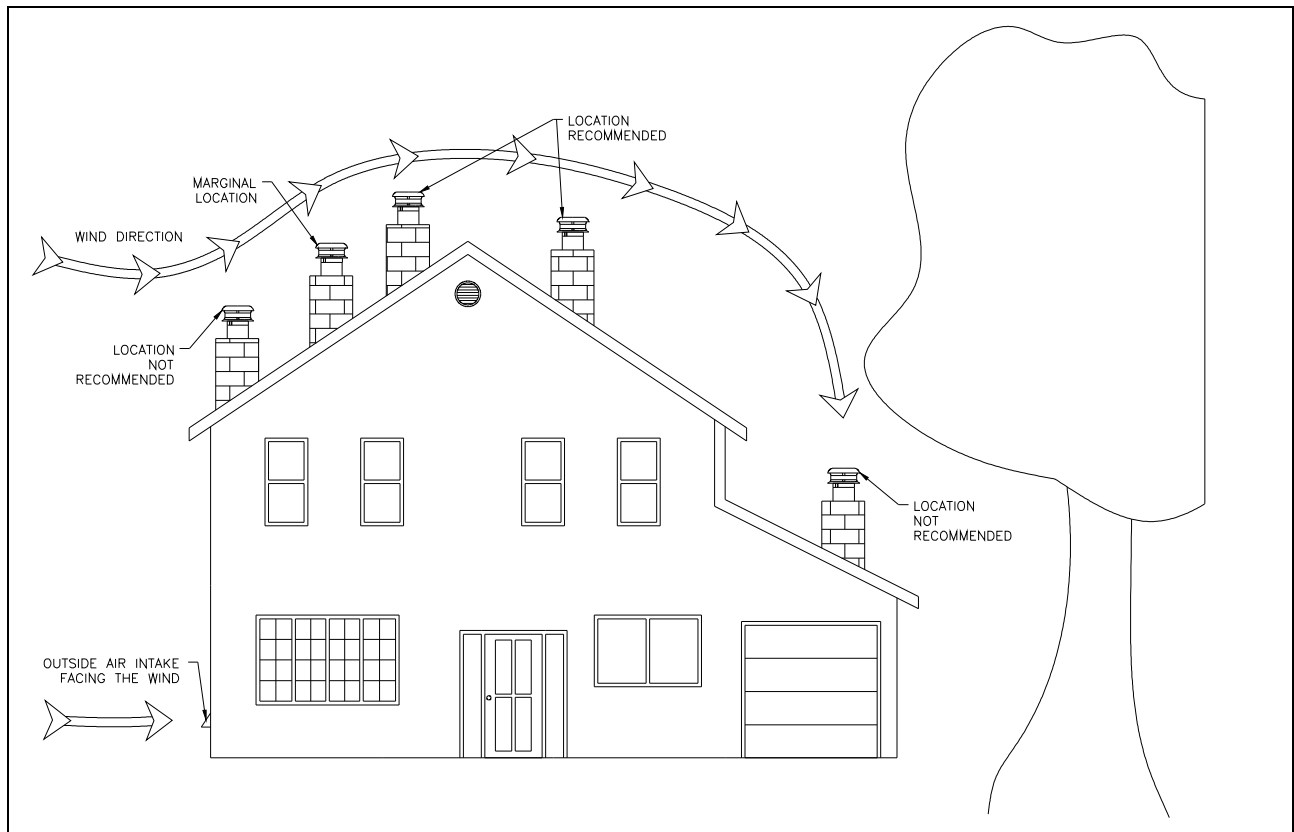 LOCATION
RECOMMENDED
MARGINAL
LOCATION
WIND DIRECTION
LOCATION
NOT
RECOMMENDED
LOCATION
NOT
RECOMMENDED
OUTSIDE AIR INTAKE
FACING THE WIND